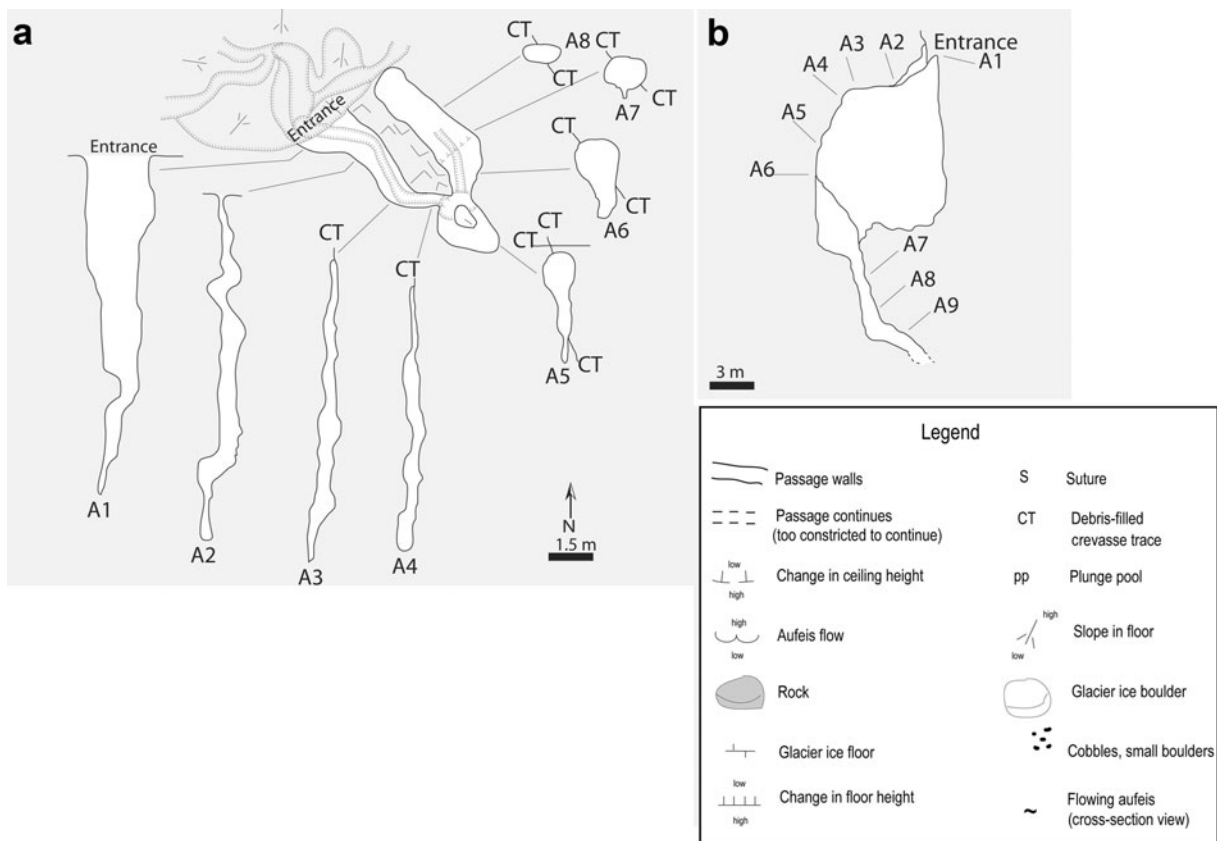 a
CT
A8 CT
CT
CT
A7
Entrance
Entrance
CT
CT
A6
CT
CT
CT
CT
CT
A5
A1
A2
A3
A4
N
1.5 m
b
A3
A2
Entrance
A1
A4
A5
A6
A7
A8
A9
3 m
Legend
Passage walls
S
Suture
Passage continues
(too constricted to continue)
CT
Debris-filled
crevasse trace
low
high
Change in ceiling height
pp
Plunge pool
high
low
Aufeis flow
high
low
Slope in floor
Rock
Glacier ice boulder
Glacier ice floor
Cobbles, small boulders
low
high
Change in floor height
~
Flowing aufeis
(cross-section view)